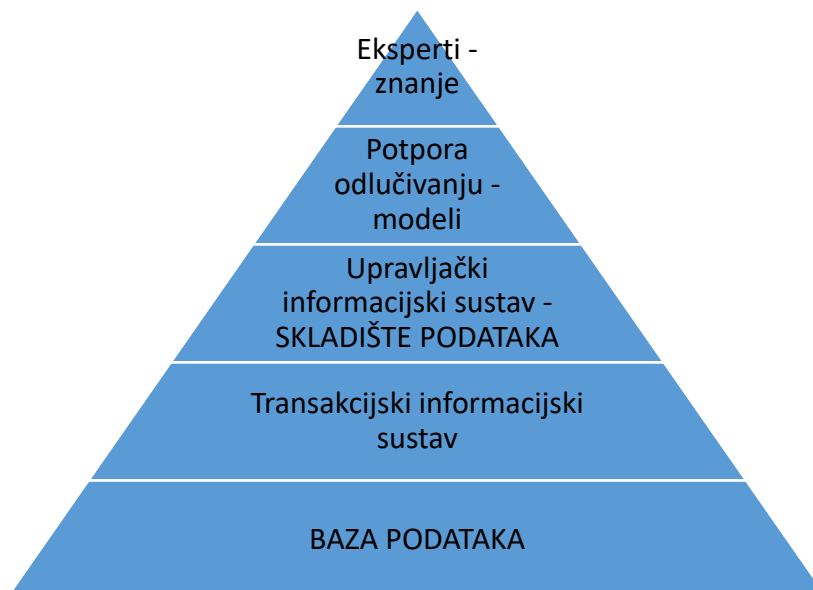 Eksperti -
znanje
Potpora
odlučivanju -
modeli
Upravljački
informacijski sustav -
SKLADIŠTE PODATAKA
Transakcijski informacijski
sustav
BAZA PODATAKA